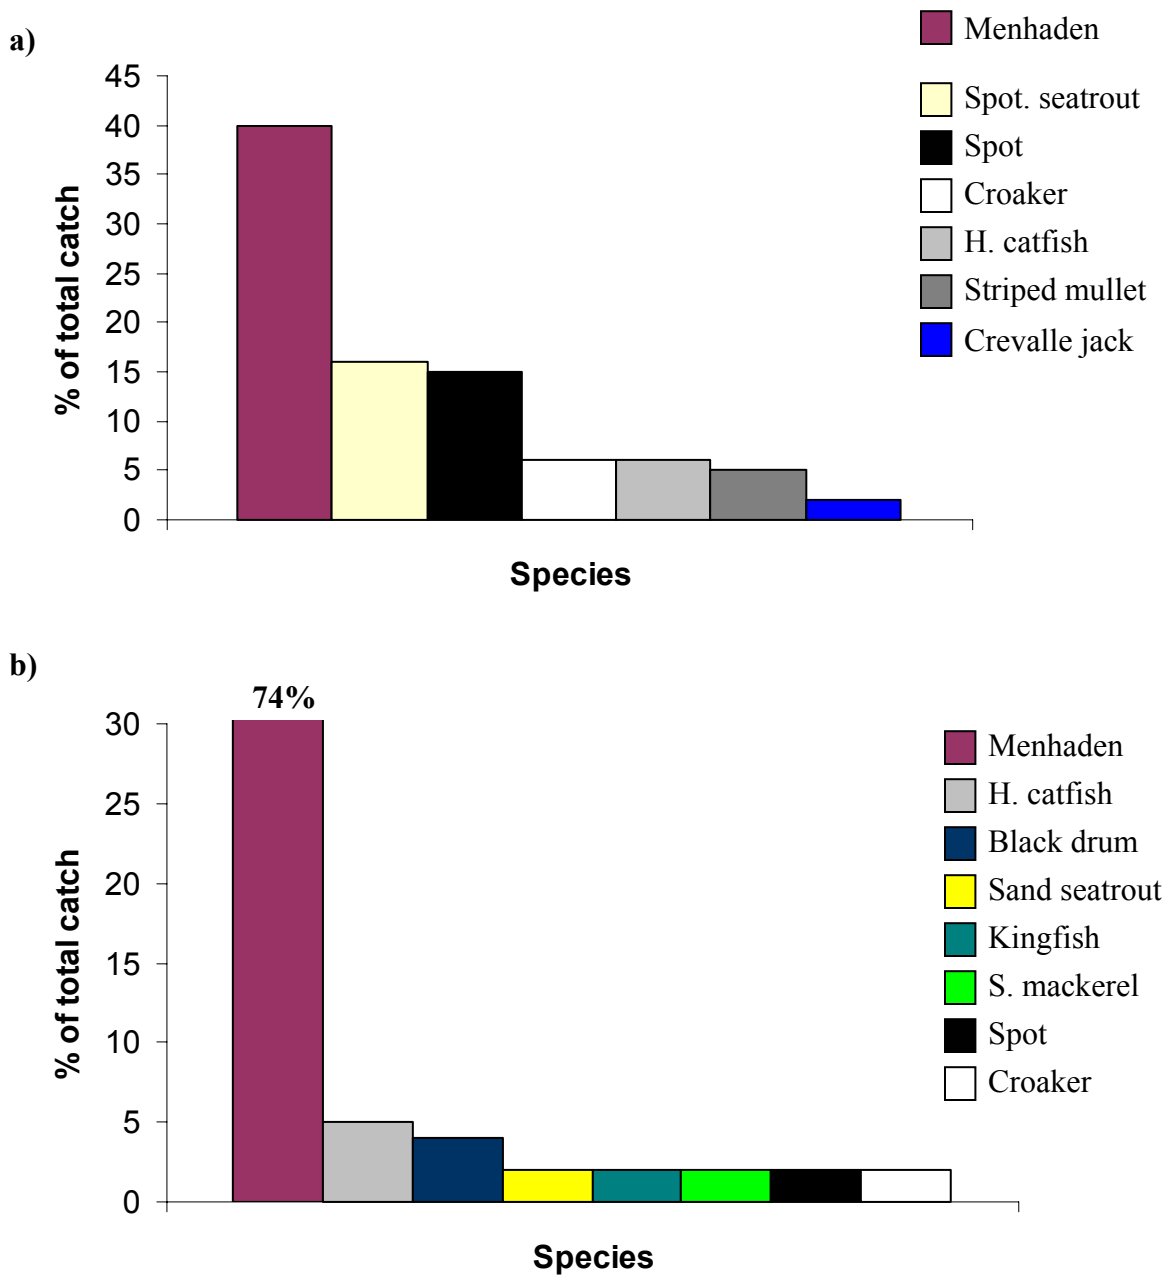 a)
Menhaden
Spot. seatrout
Spot
Croaker
H. catfish
Striped mullet
Crevalle jack
45
40
35
30
25
20
15
10
5
0
% of total catch
Species
b)
74%
30
25
20
15
10
5
0
% of total catch
Menhaden
H. catfish
Black drum
Sand seatrout
Kingfish
S. mackerel
Spot
Croaker
Species